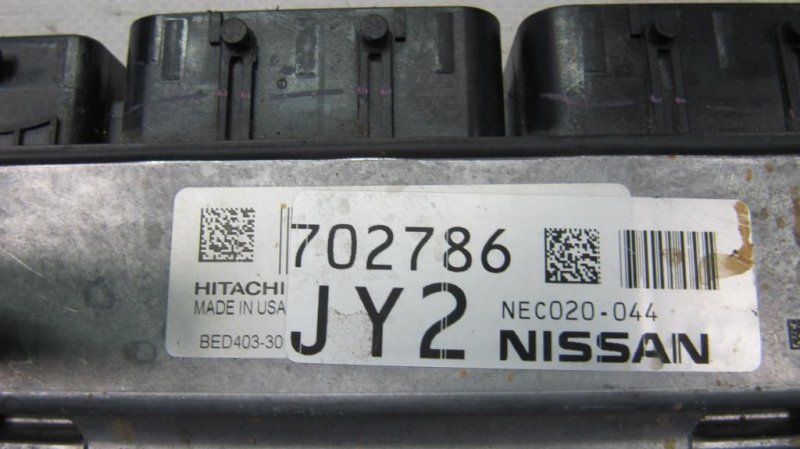 702786
HITACHI
MADE IN USA
JY2
NEC020-044
BED403-30
NISSAN